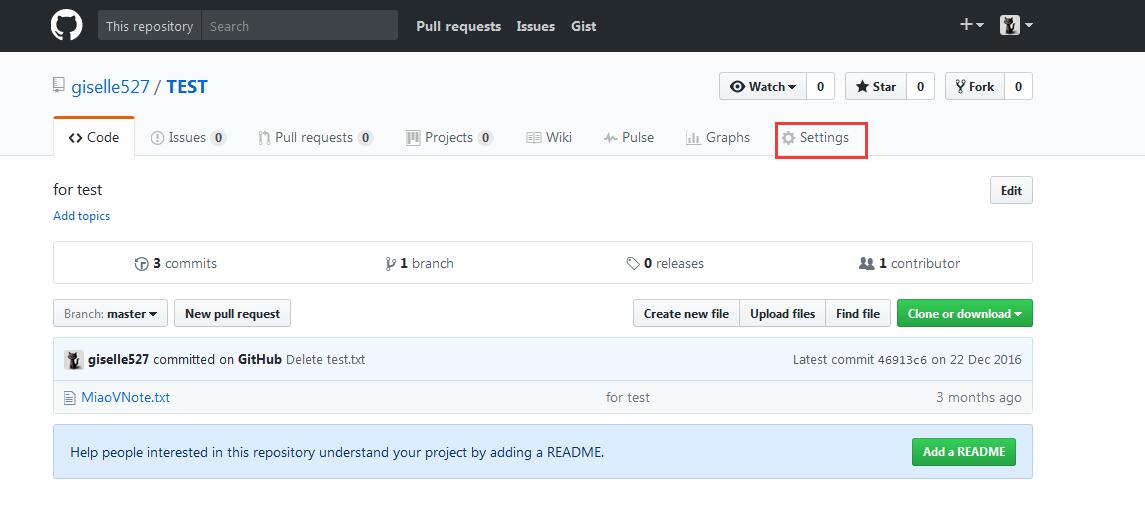 This repository Search Pull requests Issues Gist
giselle527 / TEST Watch 0 Star 0 Fork 0
Code Issues 0 Pull requests 0 Projects 0 Wiki Pulse Graphs Settings
for test Edit
Add topics
3 commits 1 branch 0 releases 1 contributor
Branch: master New pull request Create new file Upload files Find file Clone or download
giselle527 committed on GitHub Delete test.txt Latest commit 46913c6 on 22 Dec 2016
MiaoVNote.txt for test 3 months ago
Help people interested in this repository understand your project by adding a README. Add a README